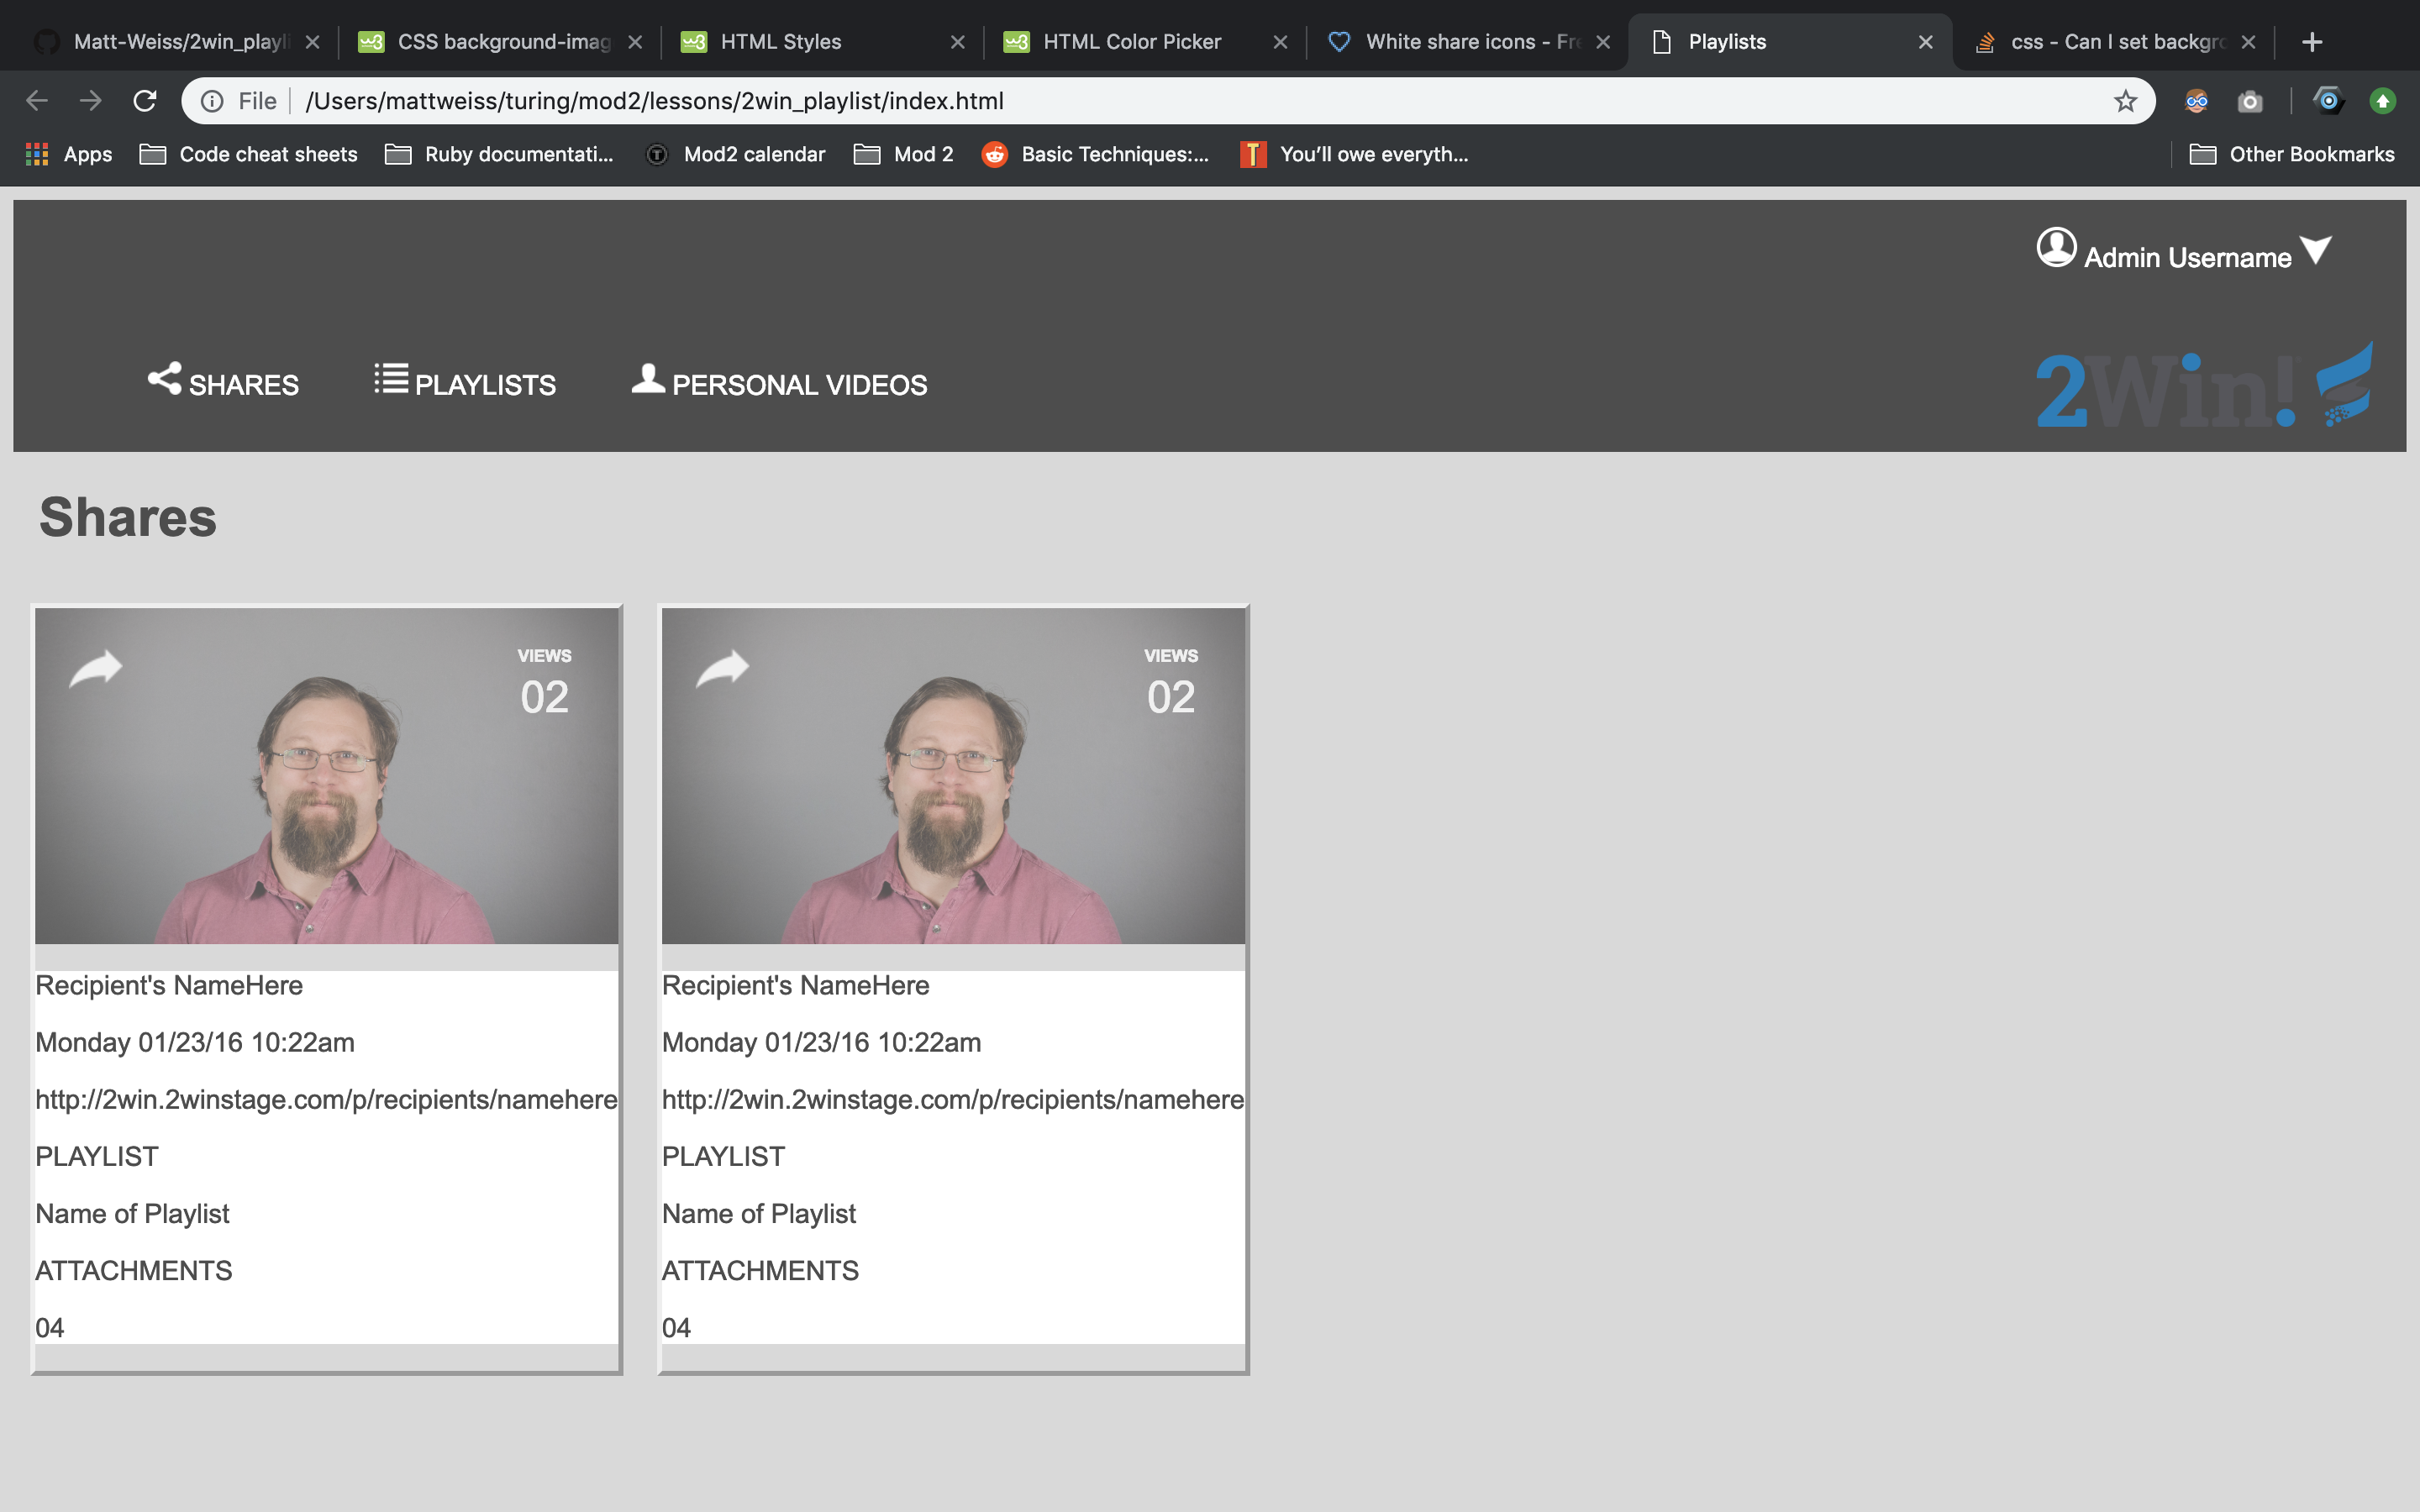 Matt-Weiss/2win_playli
CSS background-imag
HTML Styles
HTML Color Picker
White share icons - Fre
Playlists
css - Can I set backgro
File
/Users/mattweiss/turing/mod2/lessons/2win_playlist/index.html
Apps
Code cheat sheets
Ruby documentati...
Mod2 calendar
Mod 2
Basic Techniques:...
You'll owe everyth...
Other Bookmarks
Admin Username
SHARES
PLAYLISTS
PERSONAL VIDEOS
2Win!
Shares
VIEWS
02
Recipient's NameHere
Monday 01/23/16 10:22am
http://2win.2winstage.com/p/recipients/namehere
PLAYLIST
Name of Playlist
ATTACHMENTS
04
VIEWS
02
Recipient's NameHere
Monday 01/23/16 10:22am
http://2win.2winstage.com/p/recipients/namehere
PLAYLIST
Name of Playlist
ATTACHMENTS
04